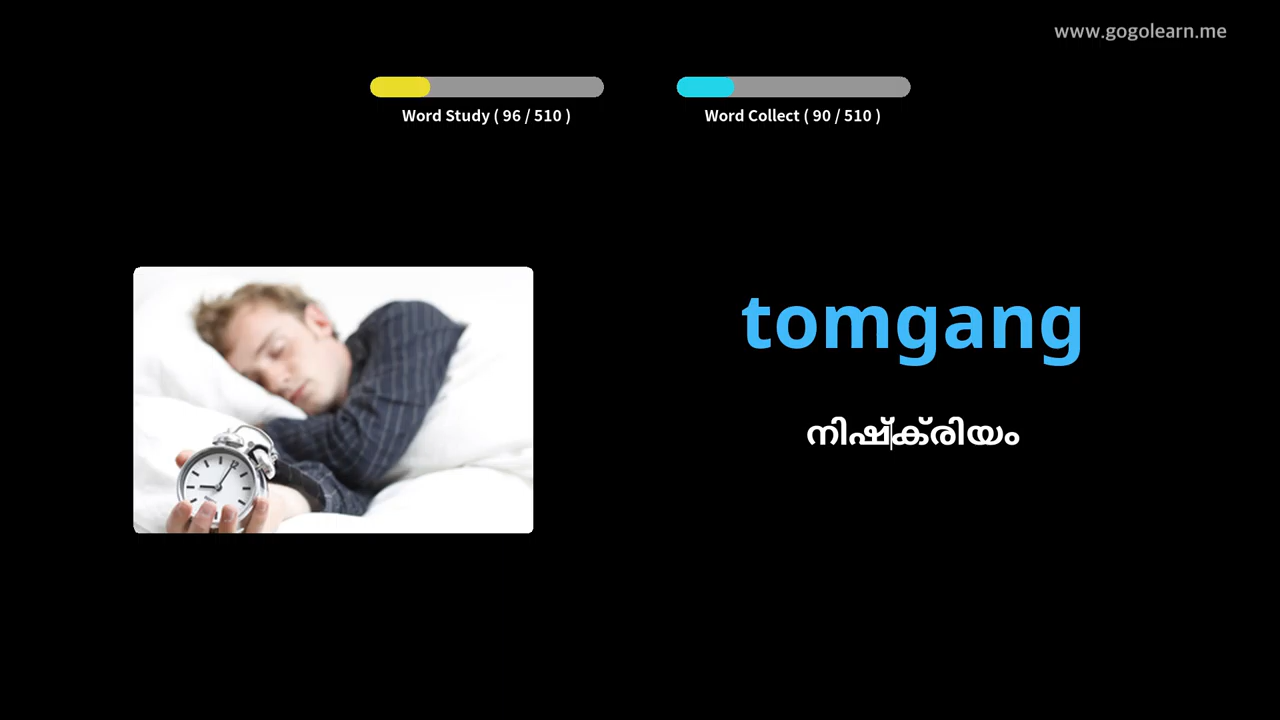 www.gogolearn.me
Word Study ( 96 / 510 )
Word Collect ( 90 / 510 )
tomgang
നിഷ്ക്രിയം